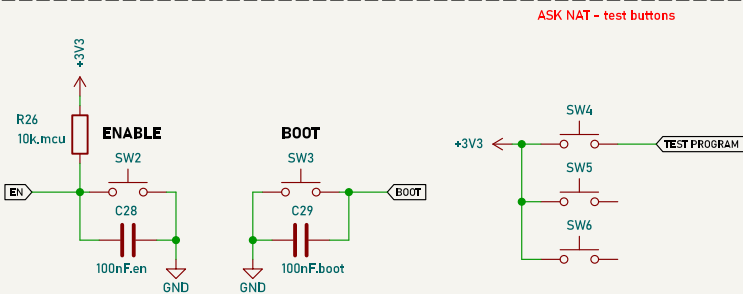 ASK NAT - test buttons
+3V3
R26
10k.mcu
ENABLE
SW2
EN
C28
100nF.en
GND
BOOT
SW3
BOOT
C29
100nF.boot
GND
SW4
+3V3
TEST PROGRAM
SW5
SW6